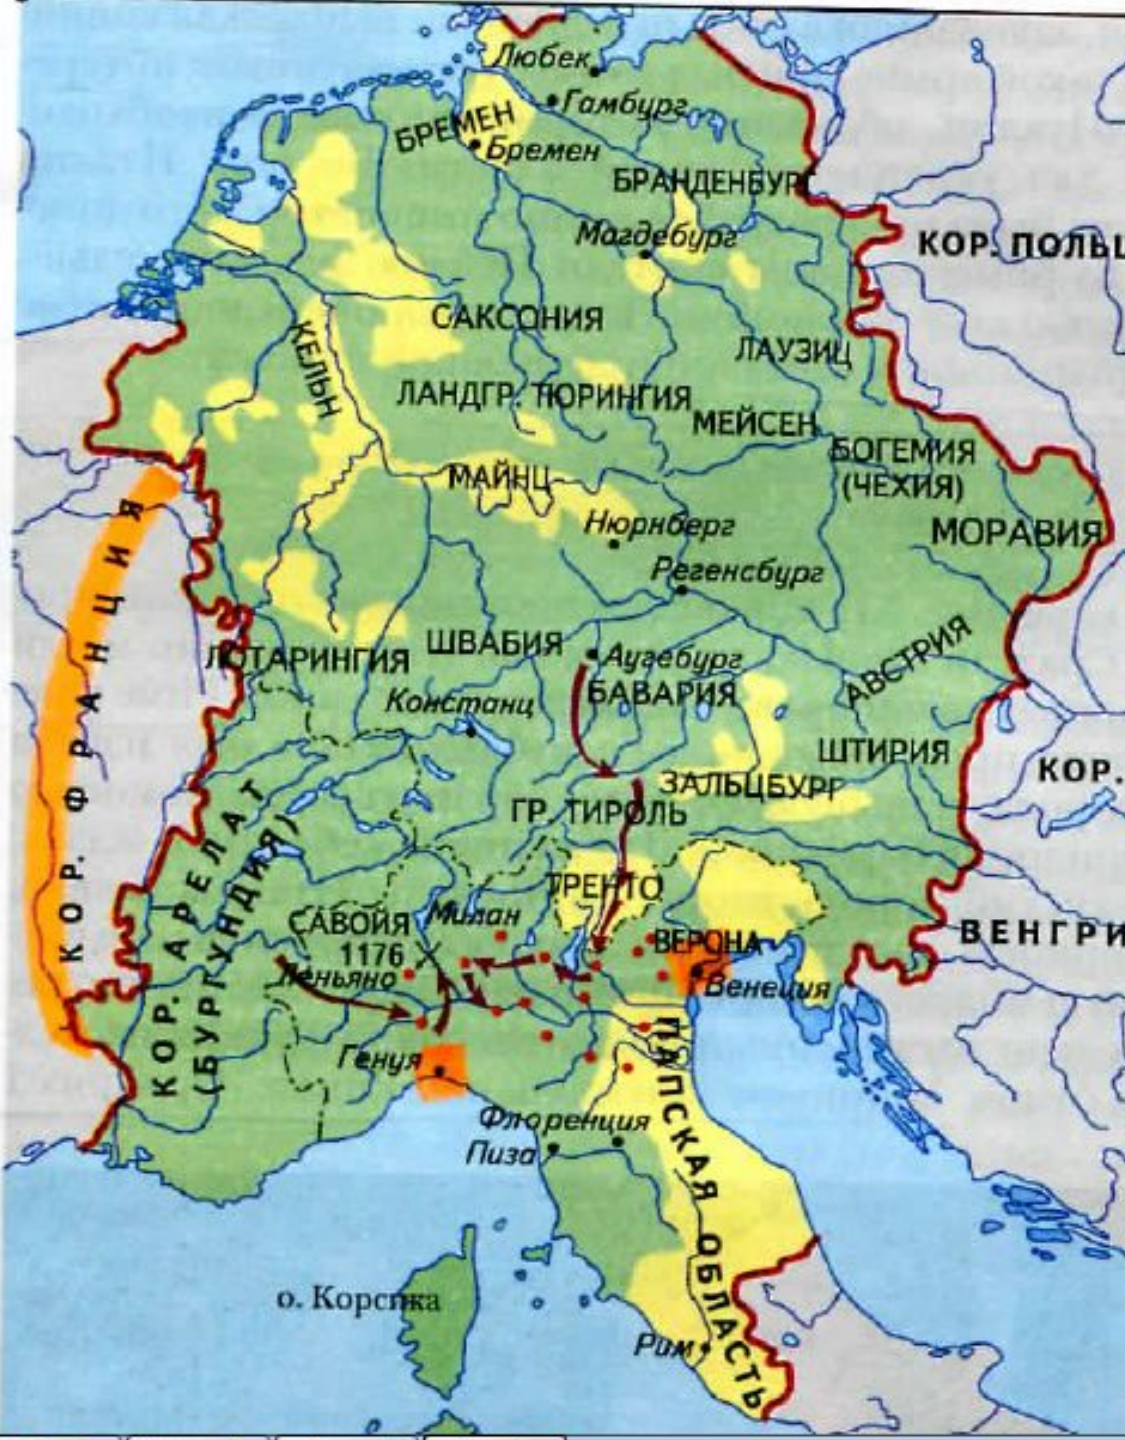 Любек
Гамбург
БРЕМЕН
Бремен
БРАНДЕНБУРГ
Магдебург
КОР. ПОЛЬШ
САКСОНИЯ
КЕЛЬН
ЛАУЗИЦ
ЛАНДГР. ТЮРИНГИЯ
МЕЙСЕН
БОГЕМИЯ
(ЧЕХИЯ)
МАЙНЦ
МОРАВИЯ
Нюрнберг
Регенсбург
КОР. ФРАНЦИЯ
ЛОТАРИНГИЯ
ШВАБИЯ
Аугебург
БАВАРИЯ
АВСТРИЯ
Констанц
ШТИРИЯ
КОР.
ЗАЛЬЦБУРГ
ГР. ТИРОЛЬ
КОР. АРЕЛАТ
(БУРГУНДИЯ)
ТРЕНТО
САВОЙЯ
Милан
1176
Леньяно
ВЕРОНА
ВЕНГРИ
Венеция
Генуя
ПАПСКАЯ ОБЛАСТЬ
Флоренция
Пиза
о. Корсика
Рим